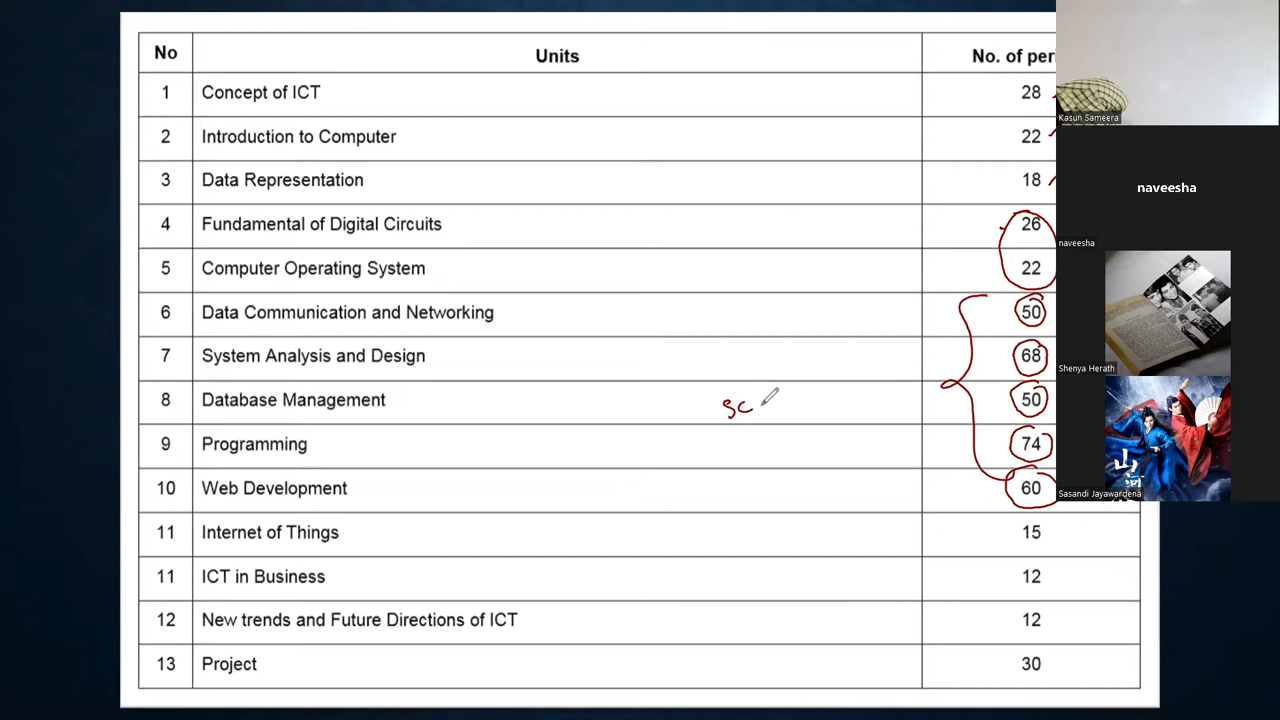 No Units No. of peri
1 Concept of ICT 28
2 Introduction to Computer 22
3 Data Representation 18
4 Fundamental of Digital Circuits 26
5 Computer Operating System 22
6 Data Communication and Networking 50
7 System Analysis and Design 68
8 Database Management 50
sc
9 Programming 74
10 Web Development 60
11 Internet of Things 15
11 ICT in Business 12
12 New trends and Future Directions of ICT 12
13 Project 30
Kasun Sameera
naveesha
naveesha
Shenya Herath
山河
Sasandi Jayawardena